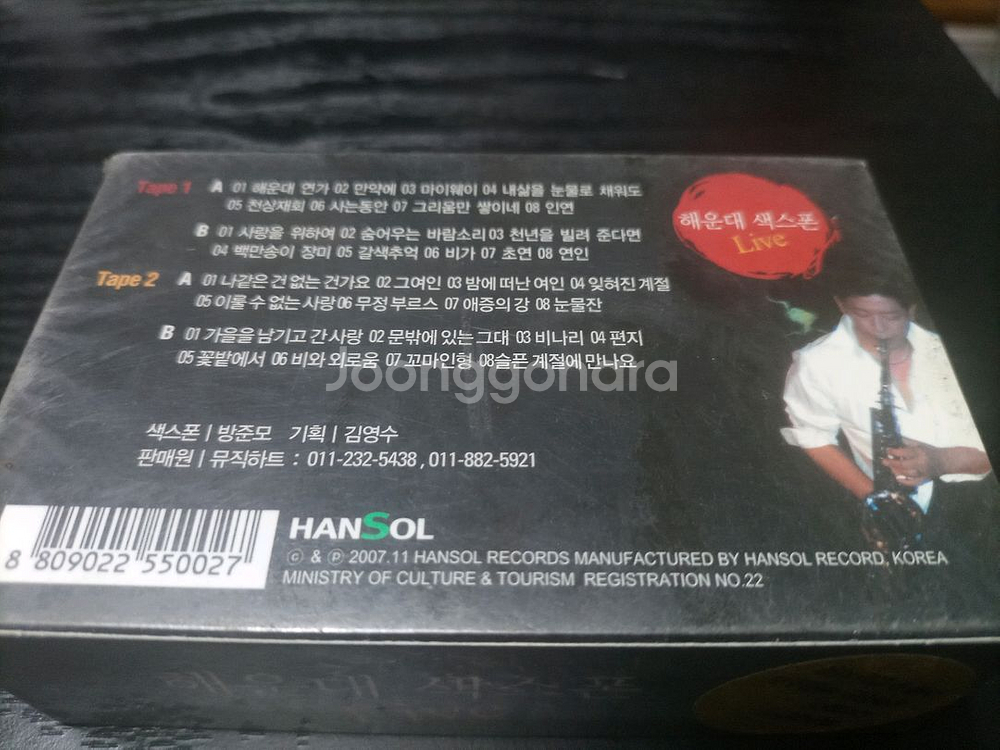 Tape 1 A 01 해운대 연가 02 만약에 03 마이웨이 04 내삶을 눈물로 채워도
05 천상재회 06 사는동안 07 그리움만 쌓이네 08 인연
B 01 사랑을 위하여 02 숨어우는 바람소리 03 천년을 빌려 준다면
04 백만송이 장미 05 갈색추억 06 비가 07 초연 08 연인
Tape 2 A 01 나같은 건 없는 건가요 02 그여인 03 밤에 떠난 여인 04 잊혀진 계절
05 이룰 수 없는 사랑 06 무정 부르스 07 애증의 강 08 눈물잔
B 01 가을을 남기고 간 사랑 02 문밖에 있는 그대 03 비나리 04 편지
05 꽃밭에서 06 비와 외로움 07 꼬마인형 08 슬픈 계절에 만나요
해운대 색스폰
Live
Joonggonara
색스폰 | 방준모 기획 | 김영수
판매원 | 뮤직하트 : 011-232-5438 , 011-882-5921
8 809022 550027
HANSOL
© & ℗ 2007.11 HANSOL RECORDS MANUFACTURED BY HANSOL RECORD, KOREA
MINISTRY OF CULTURE & TOURISM REGISTRATION NO.22
해운대 색스폰